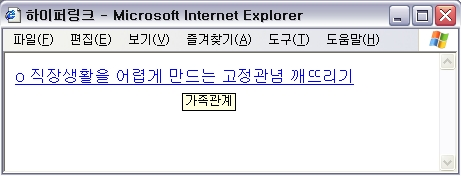 하이퍼링크 - Microsoft Internet Explorer
파일(F) 편집(E) 보기(V) 즐겨찾기(A) 도구(T) 도움말(H)
o 직장생활을 어렵게 만드는 고정관념 깨뜨리기
가족관계